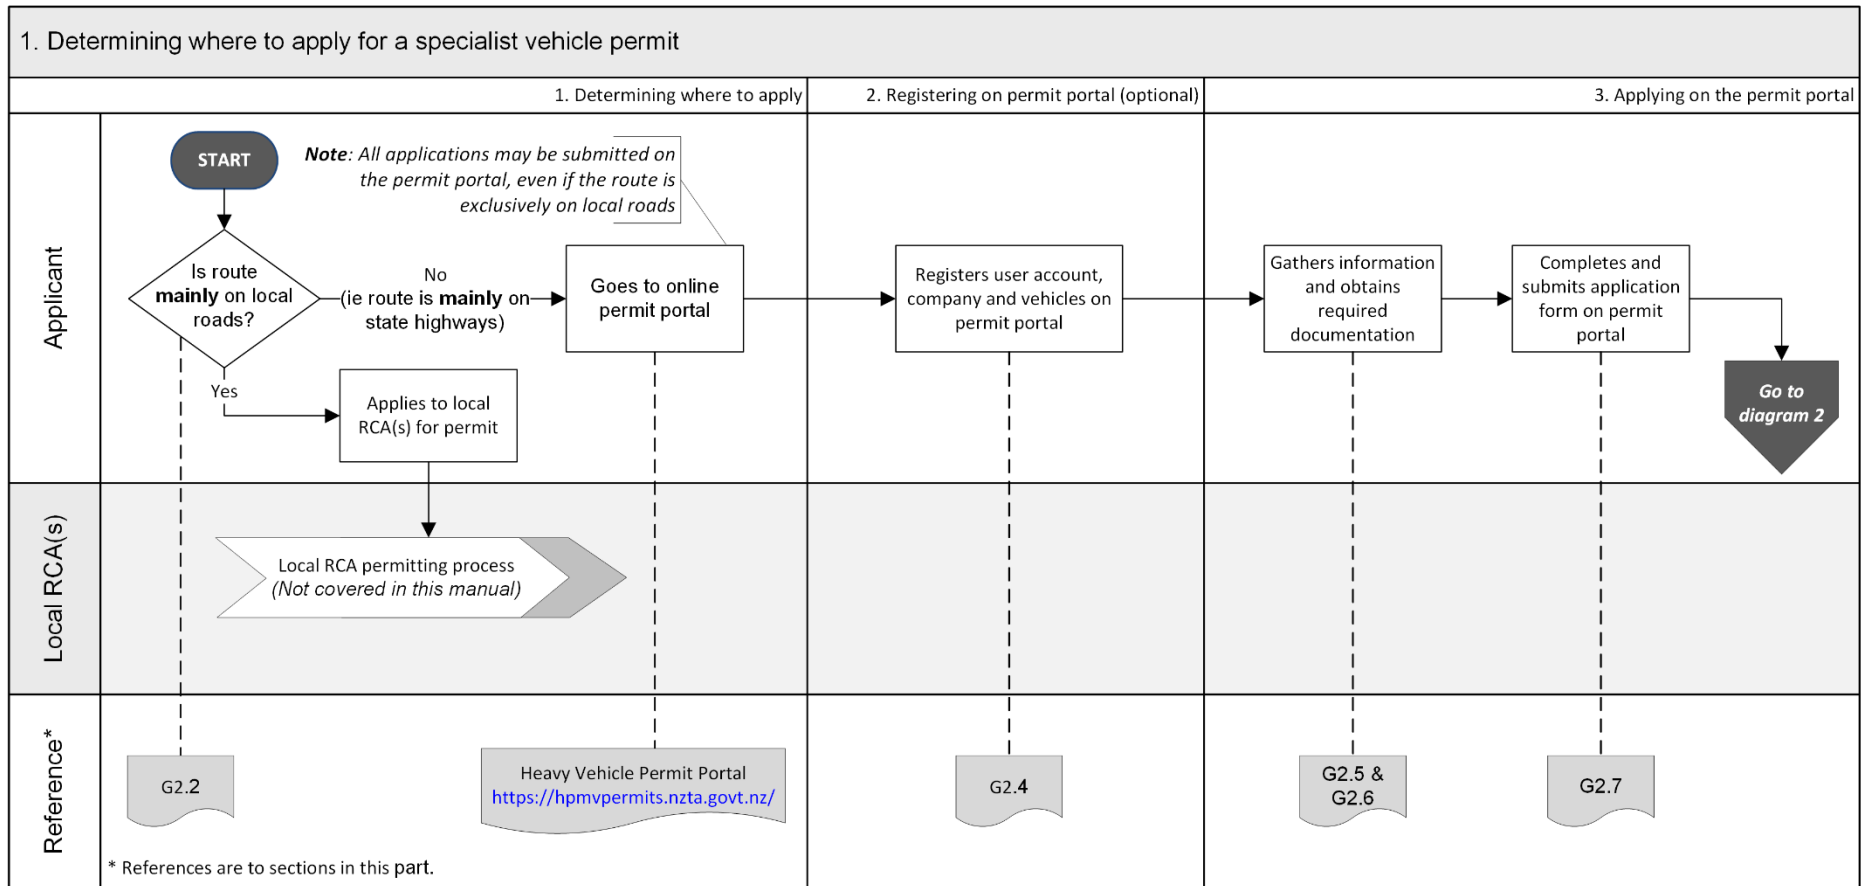 1. Determining where to apply for a specialist vehicle permit
1. Determining where to apply
2. Registering on permit portal (optional)
3. Applying on the permit portal
Applicant
START
Note: All applications may be submitted on
the permit portal, even if the route is
exclusively on local roads
Is route
mainly on local
roads?
No
(ie route is mainly on
state highways)
Goes to online
permit portal
Registers user account,
company and vehicles on
permit portal
Gathers information
and obtains
required
documentation
Completes and
submits application
form on permit
portal
Yes
Applies to local
RCA(s) for permit
Go to
diagram 2
Local RCA(s)
Local RCA permitting process
(Not covered in this manual)
Reference*
G2.2
Heavy Vehicle Permit Portal
https://hpmvpermits.nzta.govt.nz/
G2.4
G2.5 &
G2.6
G2.7
* References are to sections in this part.